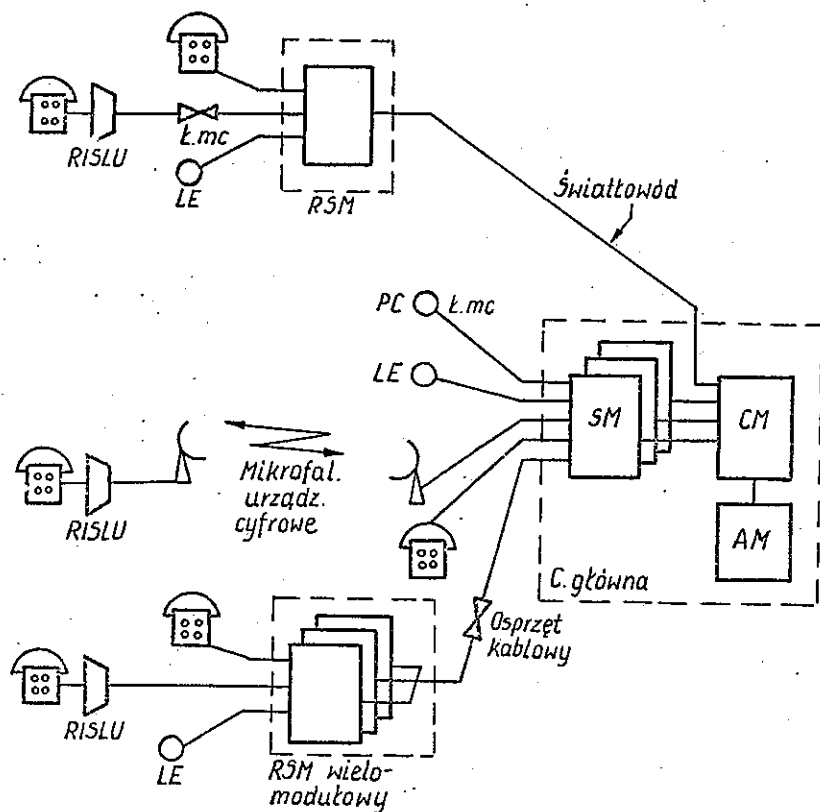 RISLU
Ł.mc
LE
RSM
Światłowód
PC
Ł.mc
LE
SM
CM
AM
C. główna
Mikrofal.
urządz.
cyfrowe
RISLU
Osprzęt
kablowy
RISLU
LE
RSM wielo-
modułowy